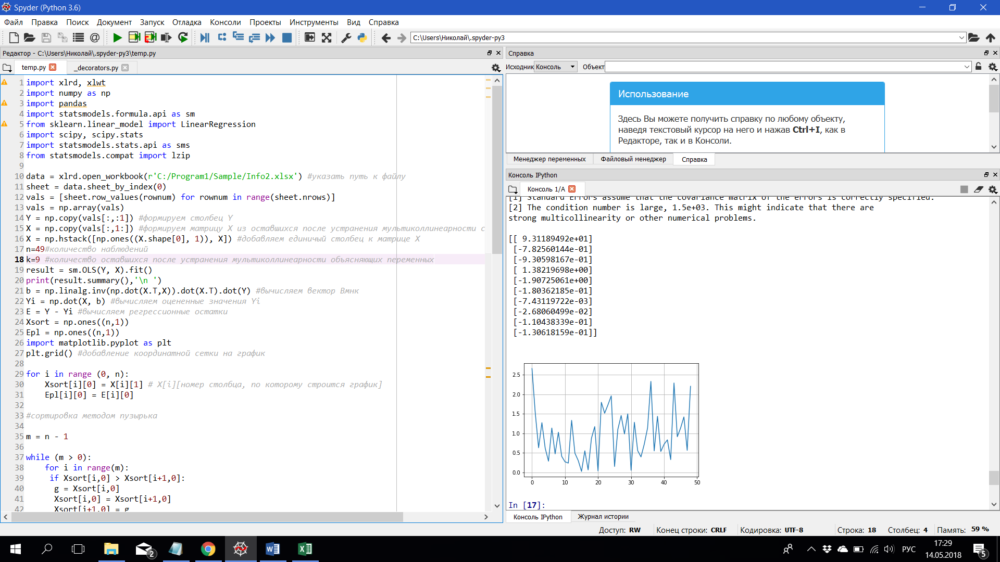 Spyder (Python 3.6)
Файл Правка Поиск Документ Запуск Отладка Консоли Проекты Инструменты Вид Справка
C:\Users\Николай\.spyder-py3
Редактор - C:\Users\Николай\.spyder-py3\temp.py
temp.py _decorators.py
1 import xlrd, xlwt
2 import numpy as np
3 import pandas
4 import statsmodels.formula.api as sm
5 from sklearn.linear_model import LinearRegression
6 import scipy, scipy.stats
7 import statsmodels.stats.api as sms
8 from statsmodels.compat import lzip
9
10 data = xlrd.open_workbook(r'C:/Program1/Sample/Info2.xlsx') #указать путь к файлу
11 sheet = data.sheet_by_index(0)
12 vals = [sheet.row_values(rownum) for rownum in range(sheet.nrows)]
13 vals = np.array(vals)
14 Y = np.copy(vals[:,:1]) #формируем столбец Y
15 X = np.copy(vals[:,1:]) #формируем матрицу X из оставшихся после устранения мультиколлинеарности с
16 X = np.hstack([np.ones((X.shape[0], 1)), X]) #добавляем единичый столбец к матрице X
17 n=49#количество наблюдений
18 k=9 #количество оставшихся после устранения мультиколлинеарности объясняющих переменных
19 result = sm.OLS(Y, X).fit()
20 print(result.summary(),'\n ')
21 b = np.linalg.inv(np.dot(X.T,X)).dot(X.T).dot(Y) #вычисляем вектор Вмнк
22 Yi = np.dot(X, b) #вычисляем оцененные значения Yi
23 E = Y - Yi #вычисляем регрессионные остатки
24 Xsort = np.ones((n,1))
25 Epl = np.ones((n,1))
26 import matplotlib.pyplot as plt
27 plt.grid() #добавление координатной сетки на график
28
29 for i in range (0, n):
30 Xsort[i][0] = X[i][1] # X[i][номер столбца, по которому строится график]
31 Epl[i][0] = E[i][0]
32
33 #сортировка методом пузырька
34
35 m = n - 1
36
37 while (m > 0):
38 for i in range(m):
39 if Xsort[i,0] > Xsort[i+1,0]:
40 g = Xsort[i,0]
41 Xsort[i,0] = Xsort[i+1,0]
42 Xsort[i+1,0] = g
Справка
Исходник Консоль Объект
Использование
Здесь Вы можете получить справку по любому объекту,
наведя текстовый курсор на него и нажав Ctrl+I, как в
Редакторе, так и в Консоли.
Менеджер переменных Файловый менеджер Справка
Консоль IPython
Консоль 1/A
[1] Standard Errors assume that the covariance matrix of the errors is correctly specified.
[2] The condition number is large, 1.5e+03. This might indicate that there are
strong multicollinearity or other numerical problems.
[[ 9.31189492e+01]
[-7.82560144e-01]
[-9.30598167e-01]
[ 1.38219698e+00]
[-1.90725061e+00]
[-1.80362185e-01]
[-7.43119722e-03]
[-2.68060499e-02]
[-1.10438339e-01]
[-1.30618159e-01]]
2.5
2.0
1.5
1.0
0.5
0.0
0 10 20 30 40 50
In [17]:
Консоль IPython Журнал истории
Доступ: RW Конец строки: CRLF Кодировка: UTF-8 Строка: 18 Столбец: 4 Память: 59 %
2
РУС
17:29
14.05.2018
5